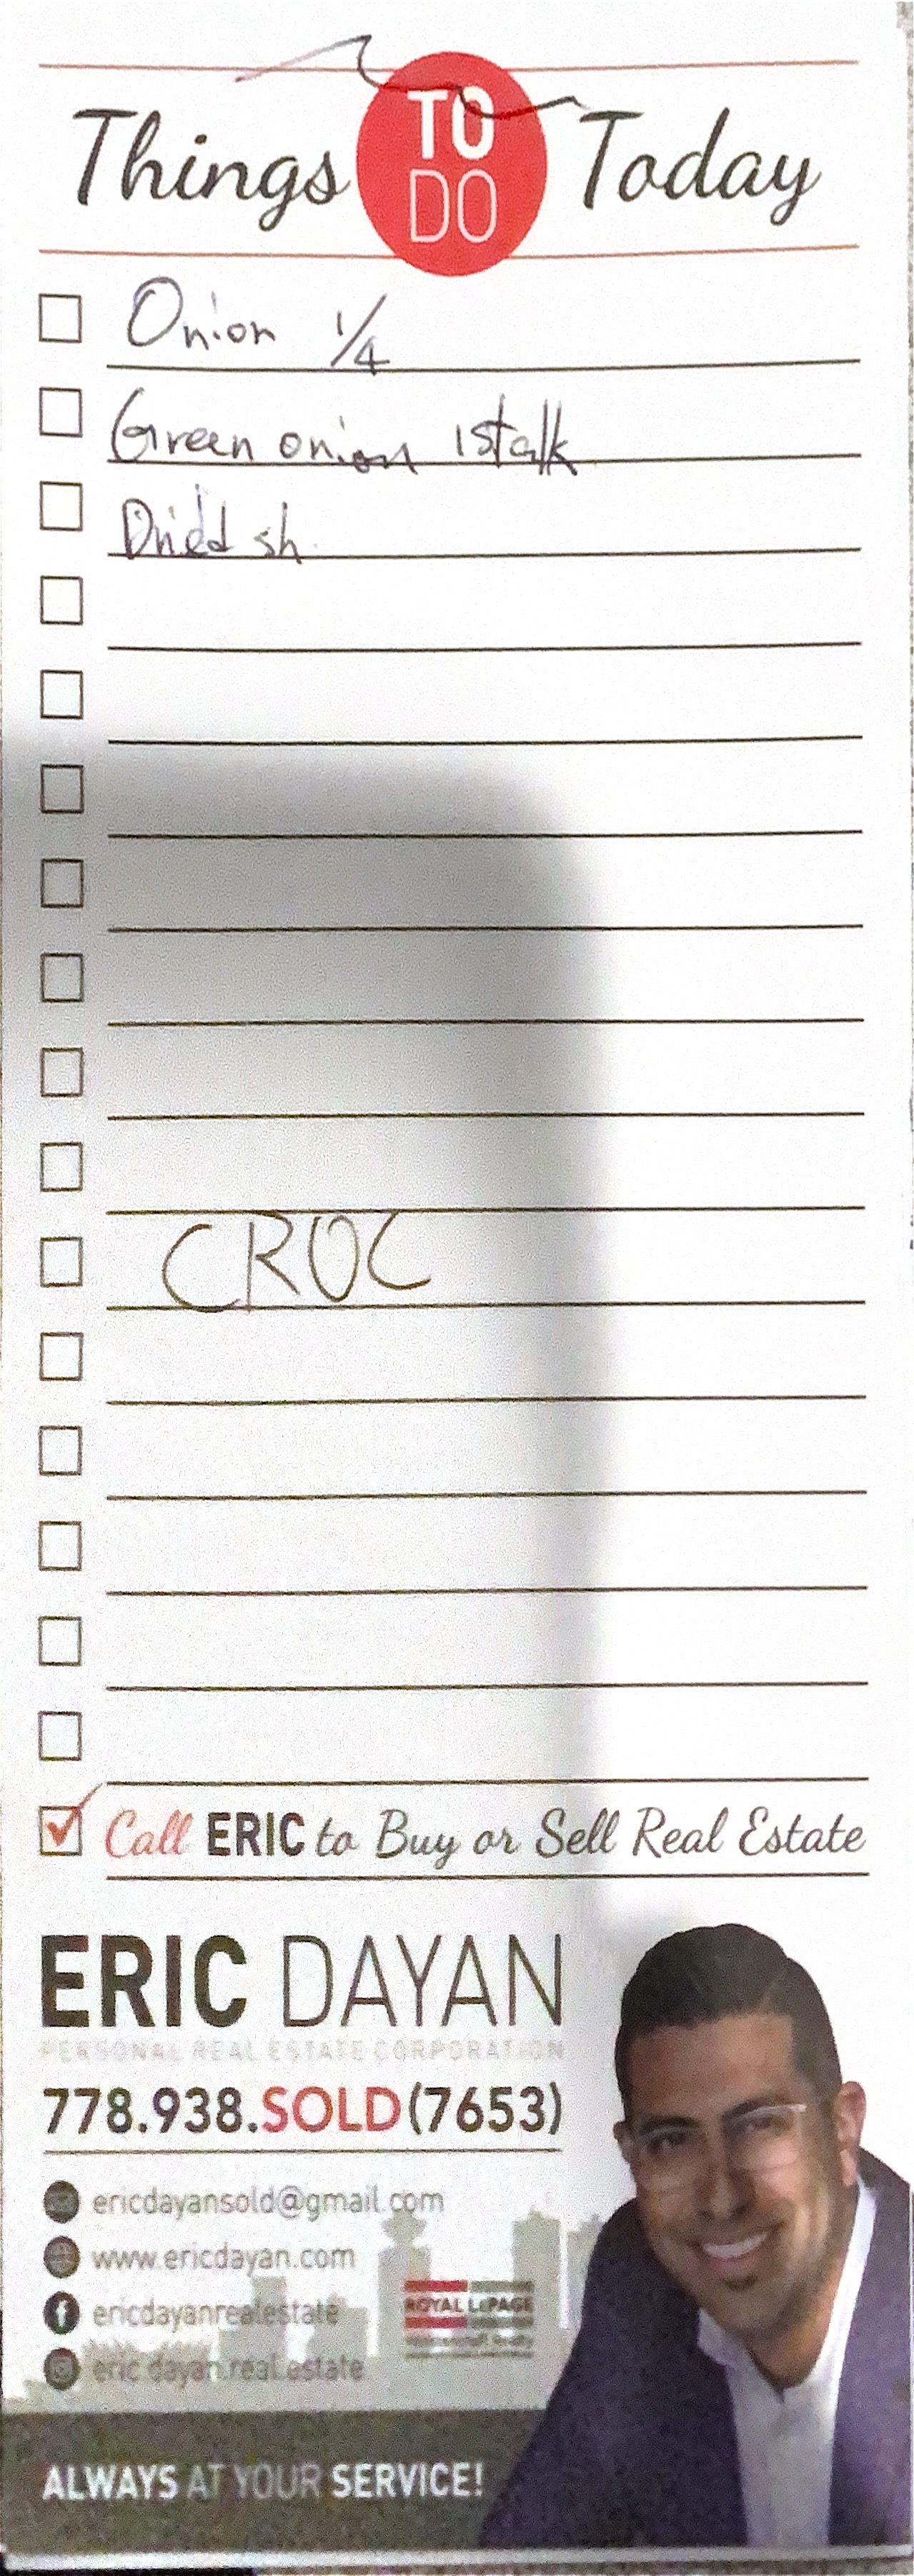 Things TO DO Today
Onion 1/4
Green onion 1 stalk
Dried sh
CROC
Call ERIC to Buy or Sell Real Estate
ERIC DAYAN
PERSONAL REAL ESTATE CORPORATION
778.938.SOLD (7653)
ericdayansold@gmail.com
www.ericdayan.com
ericdayanrealestate
ROYAL LEPAGE
eric.dayan.real.estate
ALWAYS AT YOUR SERVICE!